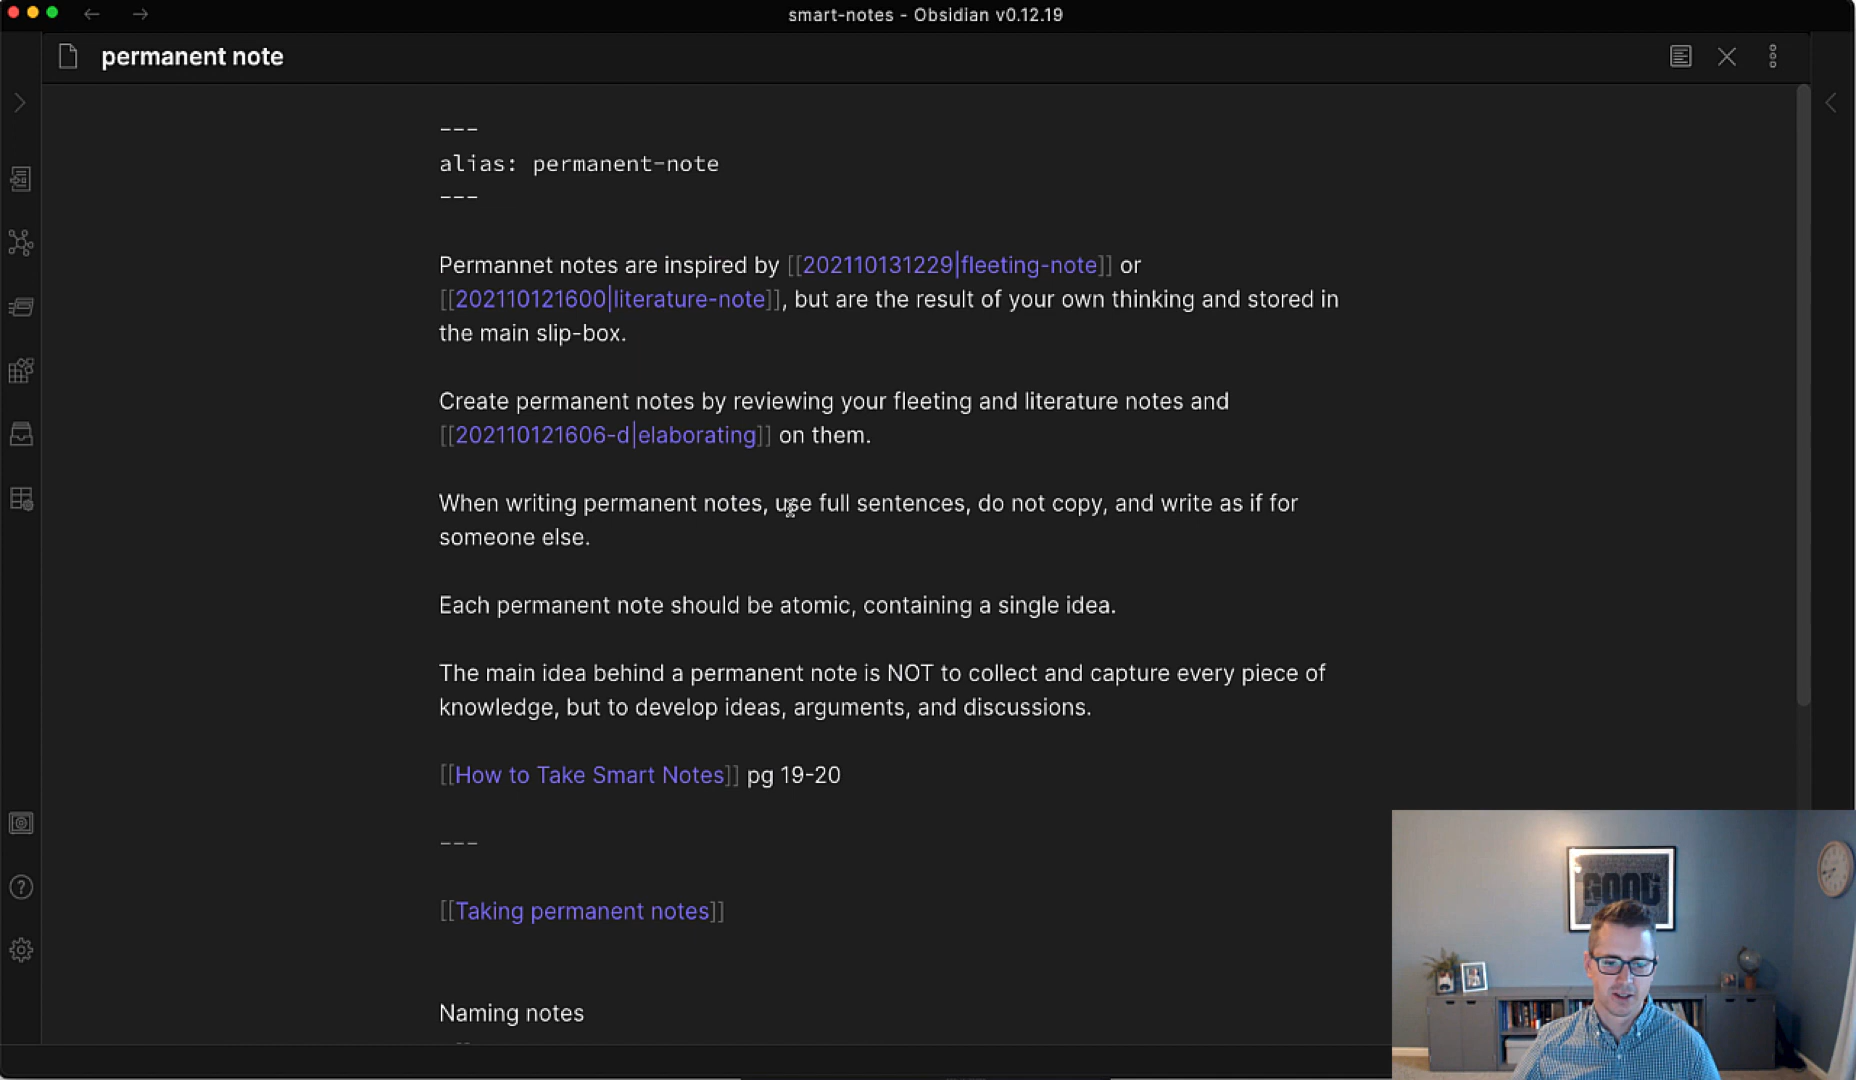 smart-notes - Obsidian v0.12.19
permanent note
---
alias: permanent-note
---
Permannet notes are inspired by [[202110131229|fleeting-note]] or
[[202110121600|literature-note]], but are the result of your own thinking and stored in
the main slip-box.
Create permanent notes by reviewing your fleeting and literature notes and
[[202110121606-d|elaborating]] on them.
When writing permanent notes, use full sentences, do not copy, and write as if for
someone else.
Each permanent note should be atomic, containing a single idea.
The main idea behind a permanent note is NOT to collect and capture every piece of
knowledge, but to develop ideas, arguments, and discussions.
[[How to Take Smart Notes]] pg 19-20
---
[[Taking permanent notes]]
Naming notes
GOOD